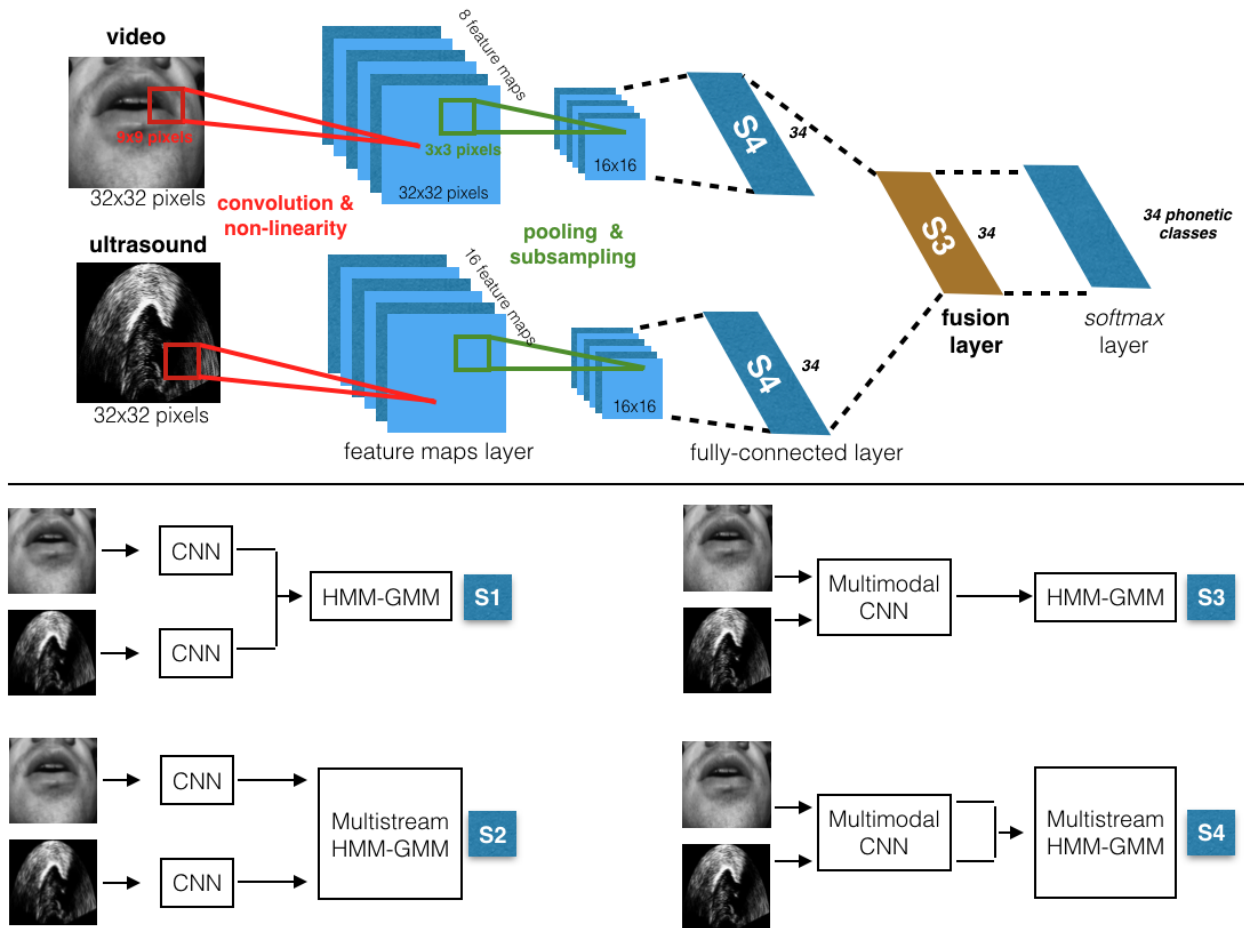 video
9x9 pixels
32x32 pixels
convolution &
non-linearity
8 feature maps
3x3 pixels
32x32 pixels
pooling &
subsampling
16x16
S4
34
S3
34
fusion
layer
34 phonetic
classes
softmax
layer
ultrasound
32x32 pixels
16 feature maps
feature maps layer
16x16
S4
34
fully-connected layer
CNN
CNN
HMM-GMM
S1
Multimodal
CNN
HMM-GMM
S3
CNN
CNN
Multistream
HMM-GMM
S2
Multimodal
CNN
Multistream
HMM-GMM
S4